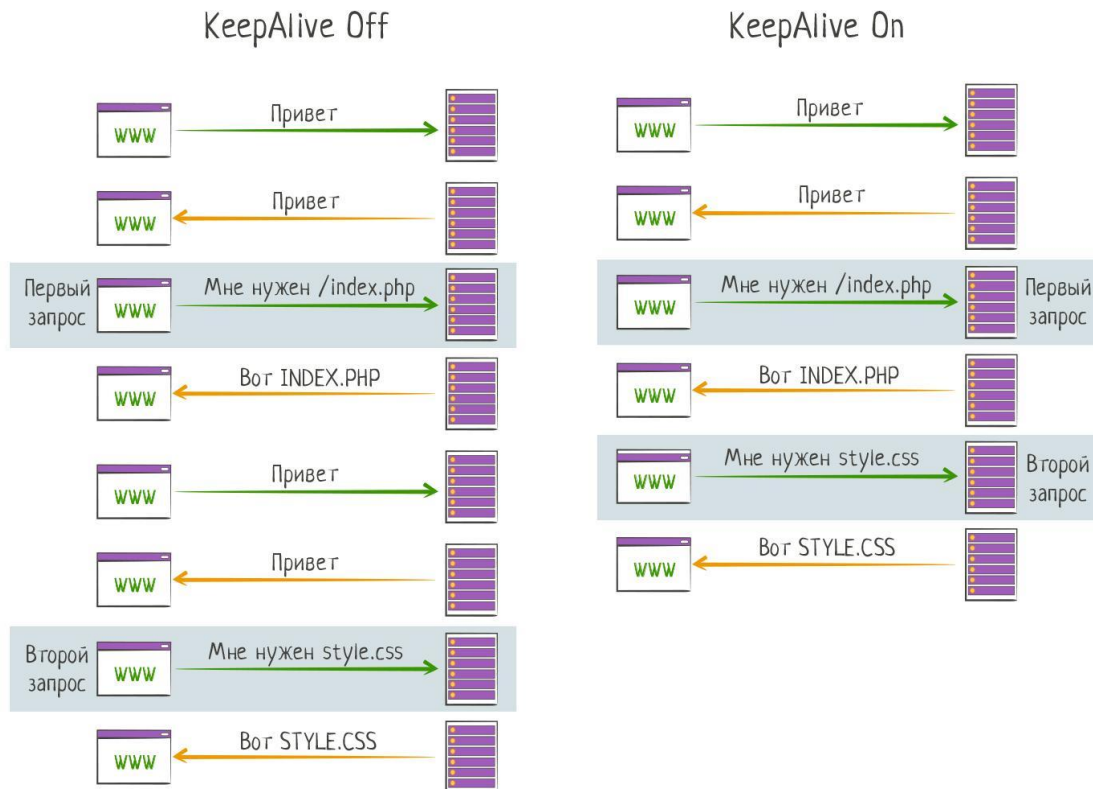 KeepAlive Off
WWW
Привет
WWW
Привет
Первый
запрос
WWW
Мне нужен /index.php
WWW
Вот INDEX.PHP
WWW
Привет
WWW
Привет
Второй
запрос
WWW
Мне нужен style.css
WWW
Вот STYLE.CSS
KeepAlive On
WWW
Привет
WWW
Привет
WWW
Мне нужен /index.php
Первый
запрос
WWW
Вот INDEX.PHP
WWW
Мне нужен style.css
Второй
запрос
WWW
Вот STYLE.CSS